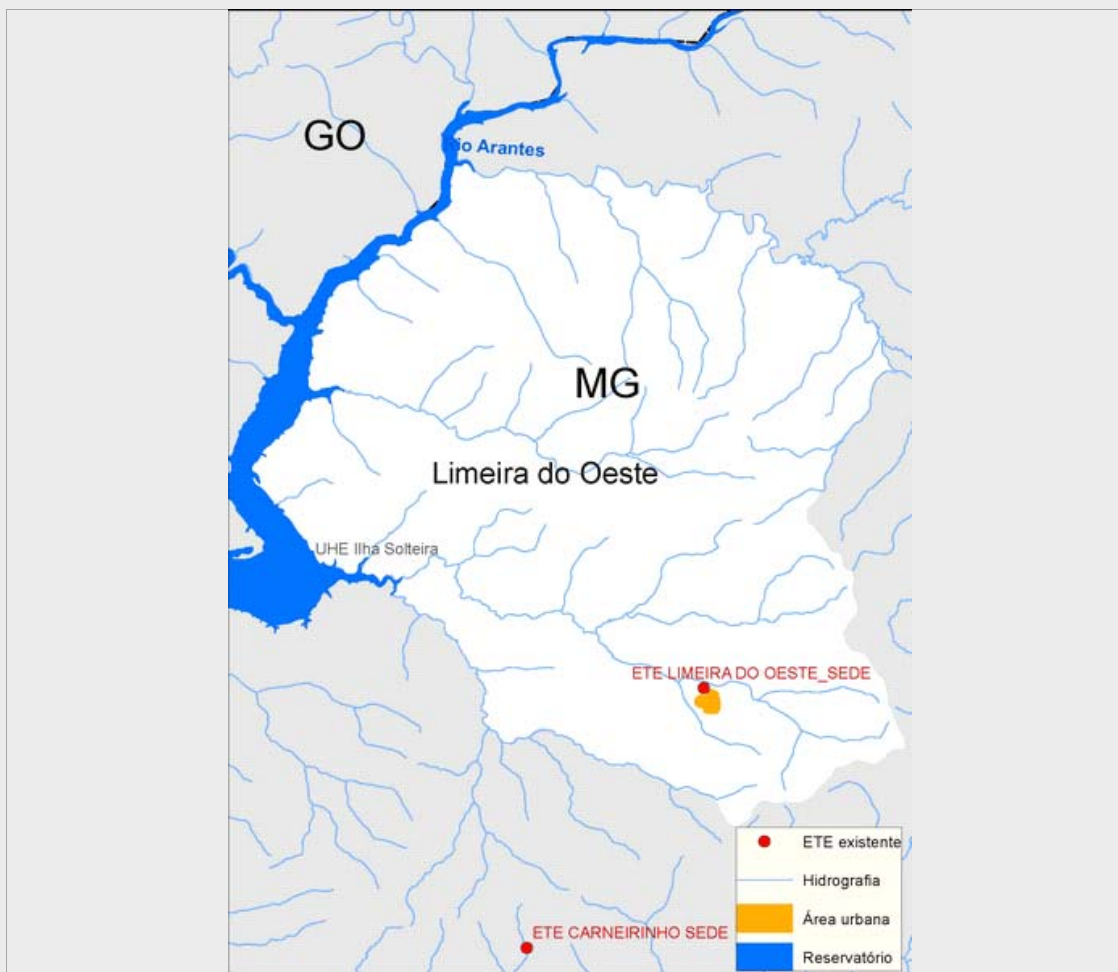 GO
Rio Arantes
MG
Limeira do Oeste
UHE Ilha Solteira
ETE LIMEIRA DO OESTE_SEDE
ETE CARNEIRINHO SEDE
ETE existente
Hidrografia
Área urbana
Reservatório